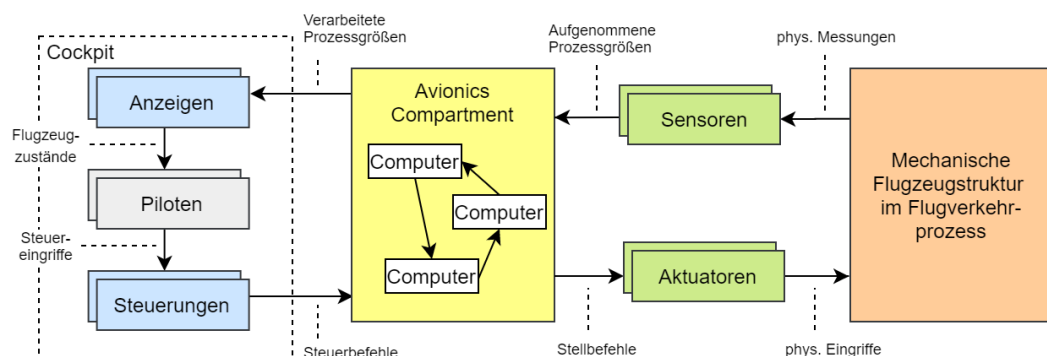 Verarbeitete
Prozessgrößen
Aufgenommene
Prozessgrößen
phys. Messungen
Cockpit
Anzeigen
Avionics
Compartment
Sensoren
Flugzeug-
zustände
Computer
Piloten
Computer
Mechanische
Flugzeugstruktur
im Flugverkehr-
prozess
Steuer-
eingriffe
Computer
Aktuatoren
Steuerungen
Steuerbefehle
Stellbefehle
phys. Eingriffe